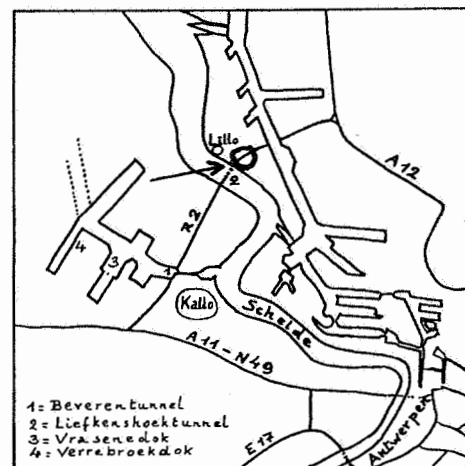 Lillo
2
A12
R2
4
3
1
Kallo
Schelde
A11-N49
1= Beverentunnel
2= Liefkenshoektunnel
3= Vrasenedok
4= Verrebroekdok
E17
Antwerpen